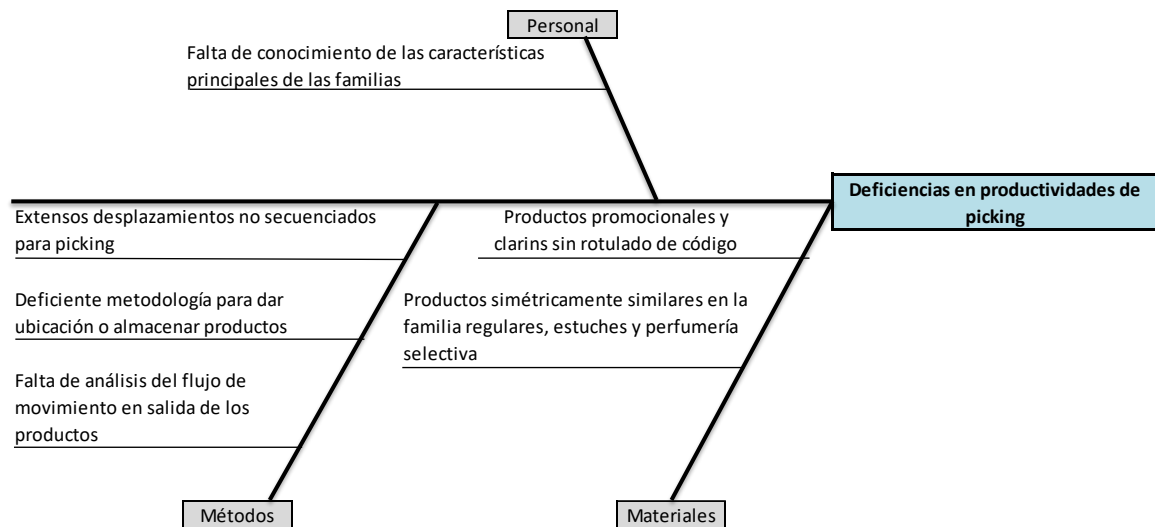 Personal
Falta de conocimiento de las características
principales de las familias
Deficiencias en productividades de
picking
Extensos desplazamientos no secuenciados
para picking
Productos promocionales y
clarins sin rotulado de código
Deficiente metodología para dar
ubicación o almacenar productos
Productos simétricamente similares en la
familia regulares, estuches y perfumería
selectiva
Falta de análisis del flujo de
movimiento en salida de los
productos
Métodos
Materiales